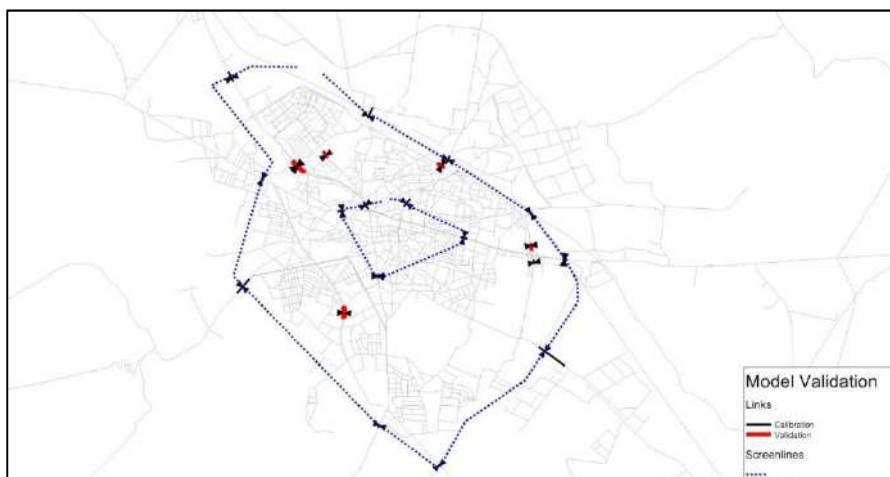 Model Validation
Links
Calibration
Validation
Screenlines